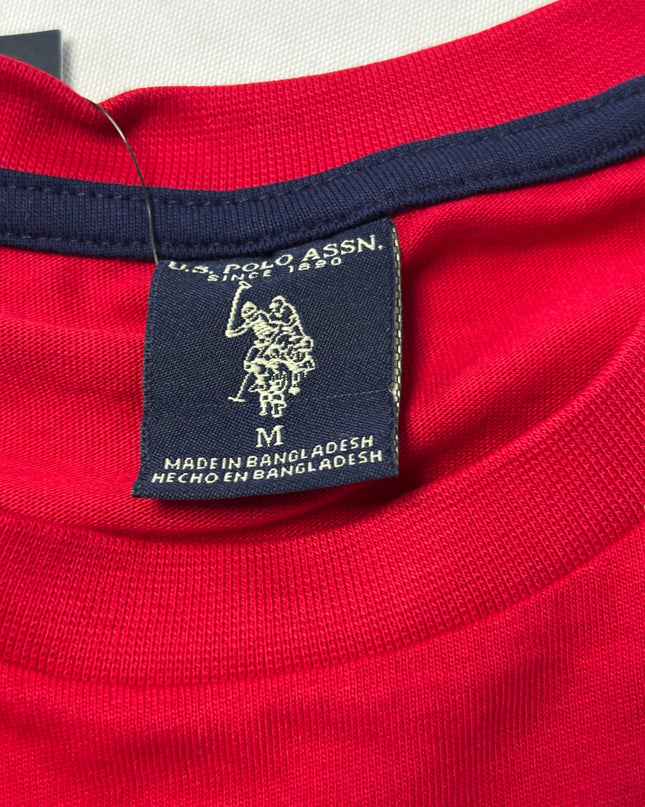 U.S. POLO ASSN.
SINCE 1890
M
MADE IN BANGLADESH
HECHO EN BANGLADESH